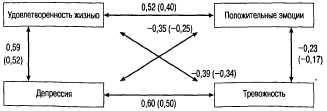 Удовлетворенность жизнью
0,52 (0,40)
Положительные эмоции
–0,35 (–0,25)
0,59
(0,52)
–0,23
(–0,17)
–0,39 (–0,34)
Депрессия
0,60 (0,50)
Тревожность